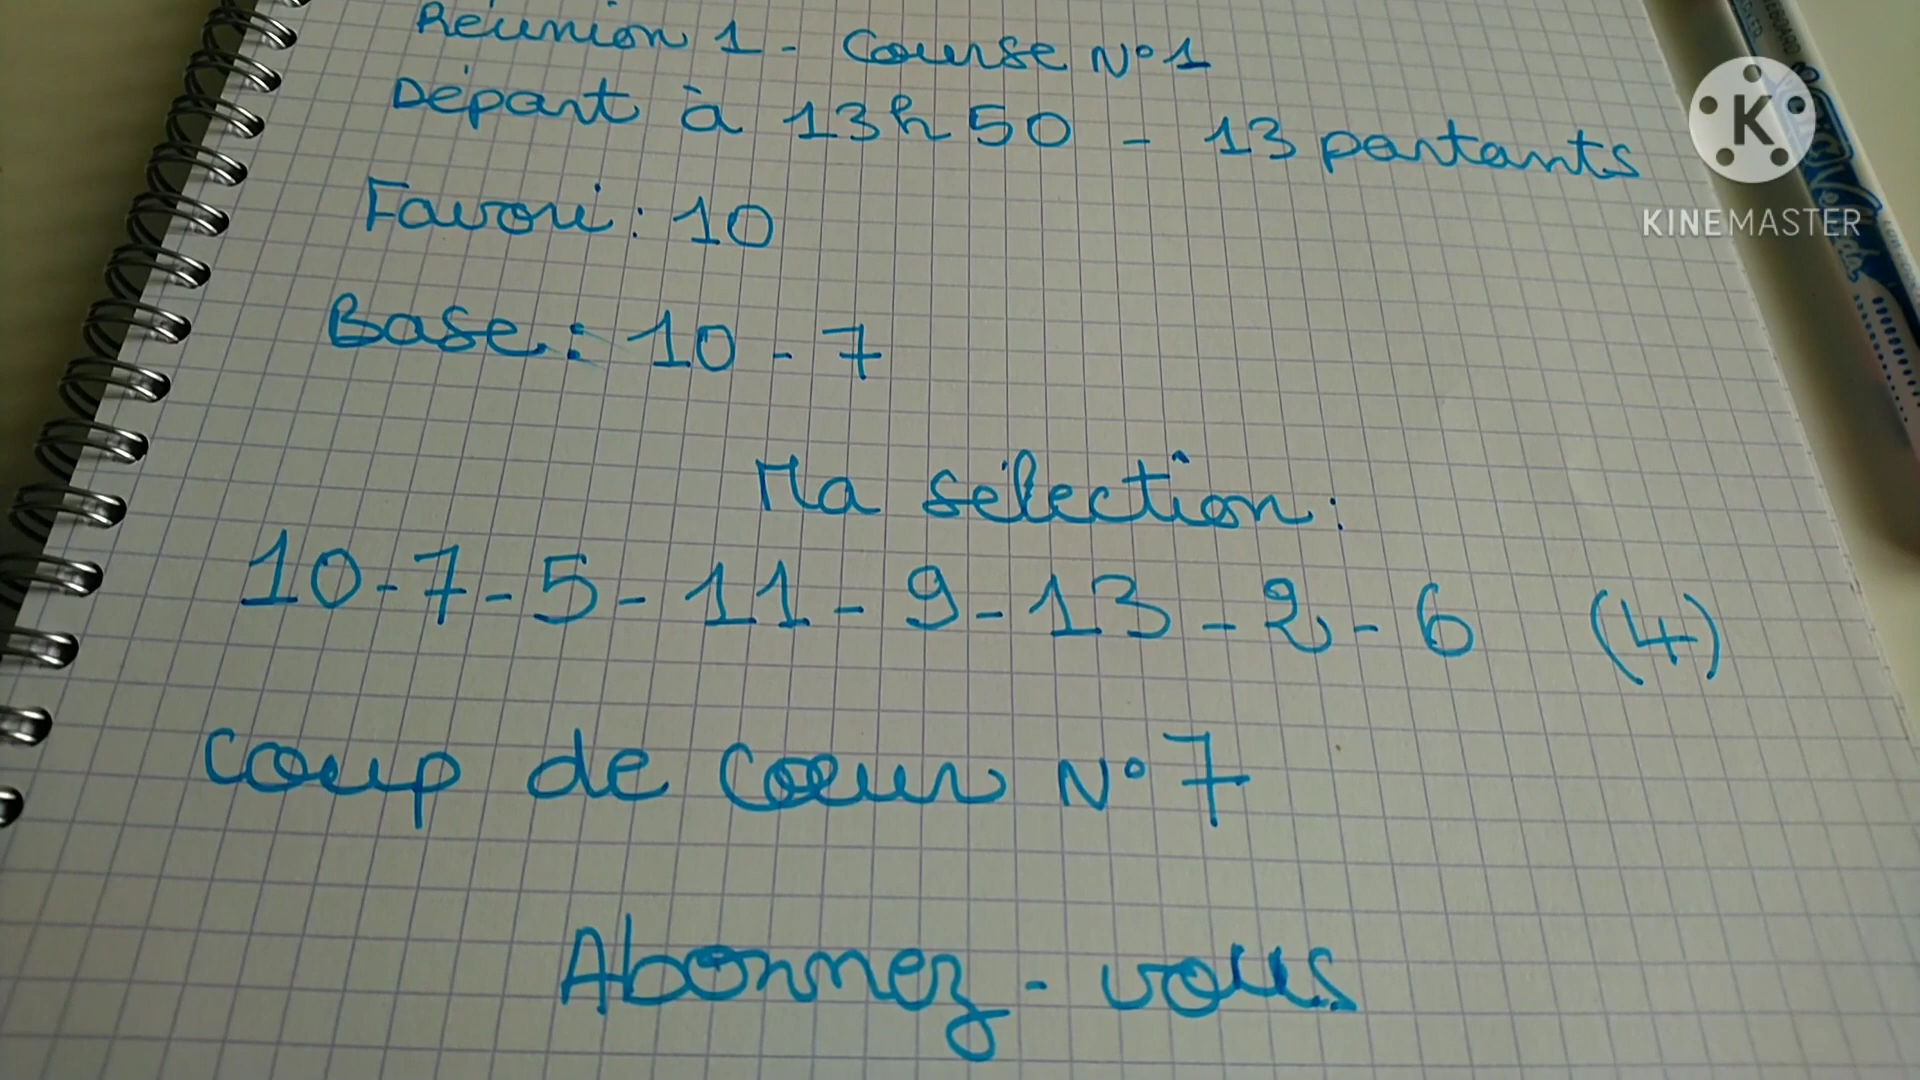 Réunion 1 - Course N°1
Départ à 13h50 - 13 partants
Favori : 10
Base : 10 - 7
Ma sélection :
10 - 7 - 5 - 11 - 9 - 13 - 2 - 6 (4)
Coup de coeur N°7
Abonnez-vous
K
KINEMASTER